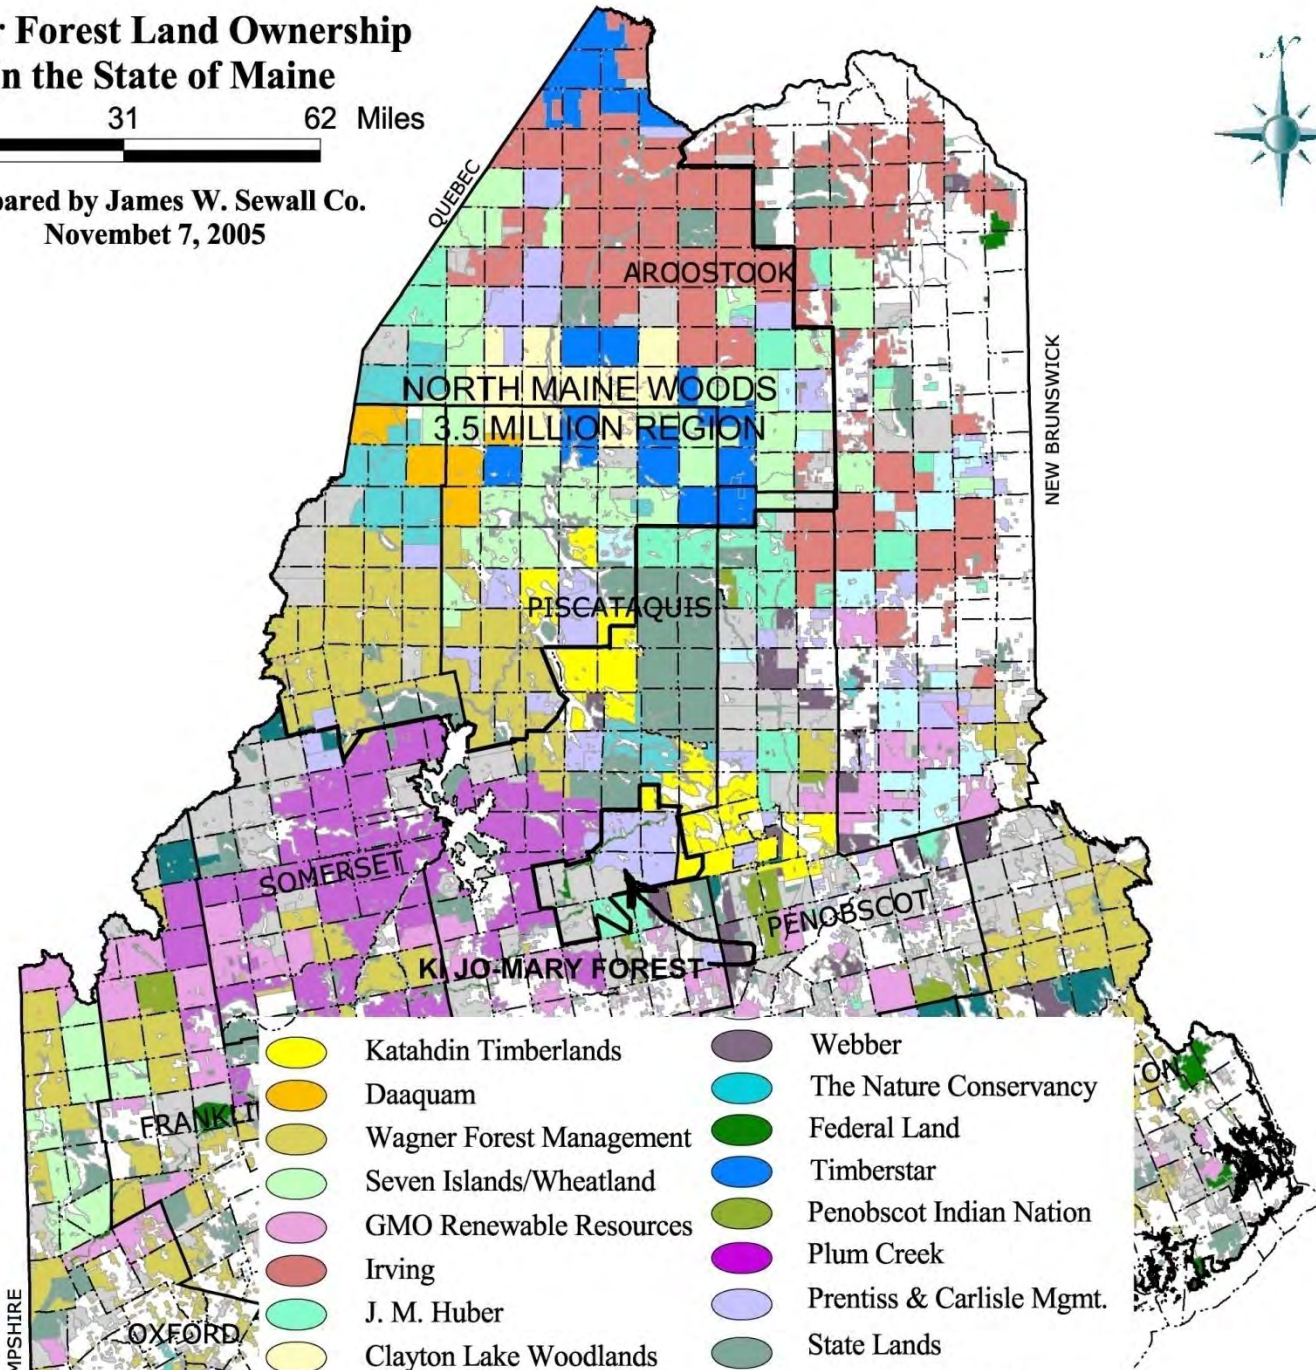 r Forest Land Ownership
n the State of Maine
31 62 Miles
pared by James W. Sewall Co.
Novembet 7, 2005
N
QUEBEC
AROOSTOOK
NORTH MAINE WOODS
3.5 MILLION REGION
NEW BRUNSWICK
PISCATAQUIS
SOMERSET
PENOBSCOT
KI JO-MARY FOREST
FRANKLI
TON
OXFORD
MPSHIRE
Katahdin Timberlands
Daaquam
Wagner Forest Management
Seven Islands/Wheatland
GMO Renewable Resources
Irving
J. M. Huber
Clayton Lake Woodlands
Webber
The Nature Conservancy
Federal Land
Timberstar
Penobscot Indian Nation
Plum Creek
Prentiss & Carlisle Mgmt.
State Lands